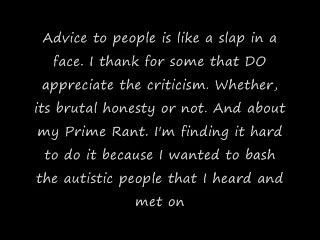 Advice to people is like a slap in a
face. I thank for some that DO
appreciate the criticism. Whether,
its brutal honesty or not. And about
my Prime Rant. I'm finding it hard
to do it because I wanted to bash
the autistic people that I heard and
met on